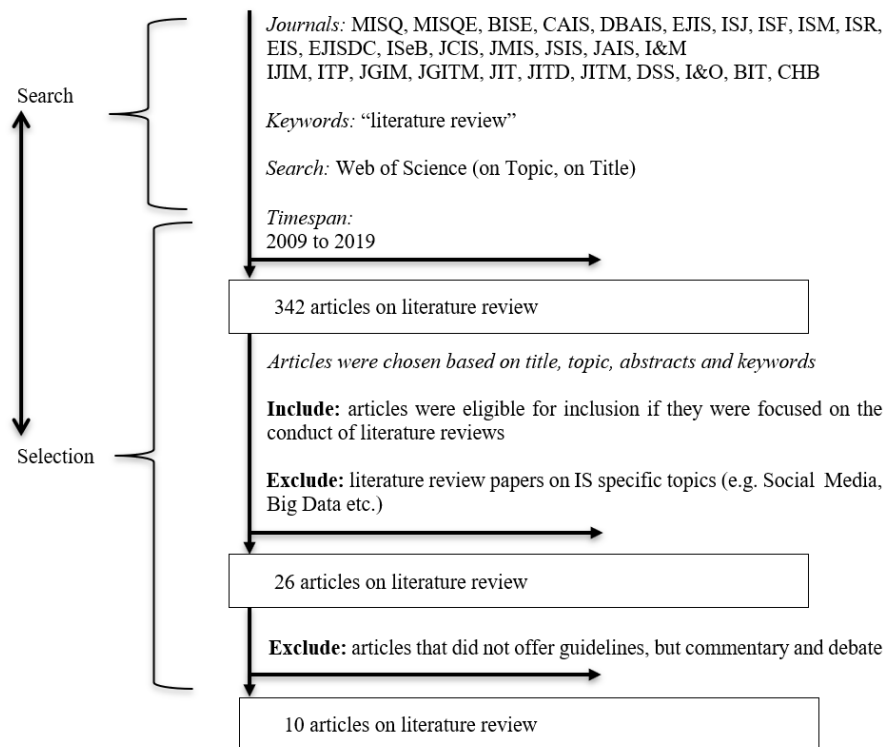 Journals: MISQ, MISQE, BISE, CAIS, DBAIS, EJIS, ISJ, ISF, ISM, ISR,
EIS, EJISDC, ISeB, JCIS, JMIS, JSIS, JAIS, I&M
IJIM, ITP, JGIM, JGITM, JIT, JITD, JITM, DSS, I&O, BIT, CHB
Search
Keywords: “literature review”
Search: Web of Science (on Topic, on Title)
Timespan:
2009 to 2019
342 articles on literature review
Articles were chosen based on title, topic, abstracts and keywords
Include: articles were eligible for inclusion if they were focused on the
conduct of literature reviews
Selection
Exclude: literature review papers on IS specific topics (e.g. Social Media,
Big Data etc.)
26 articles on literature review
Exclude: articles that did not offer guidelines, but commentary and debate
10 articles on literature review